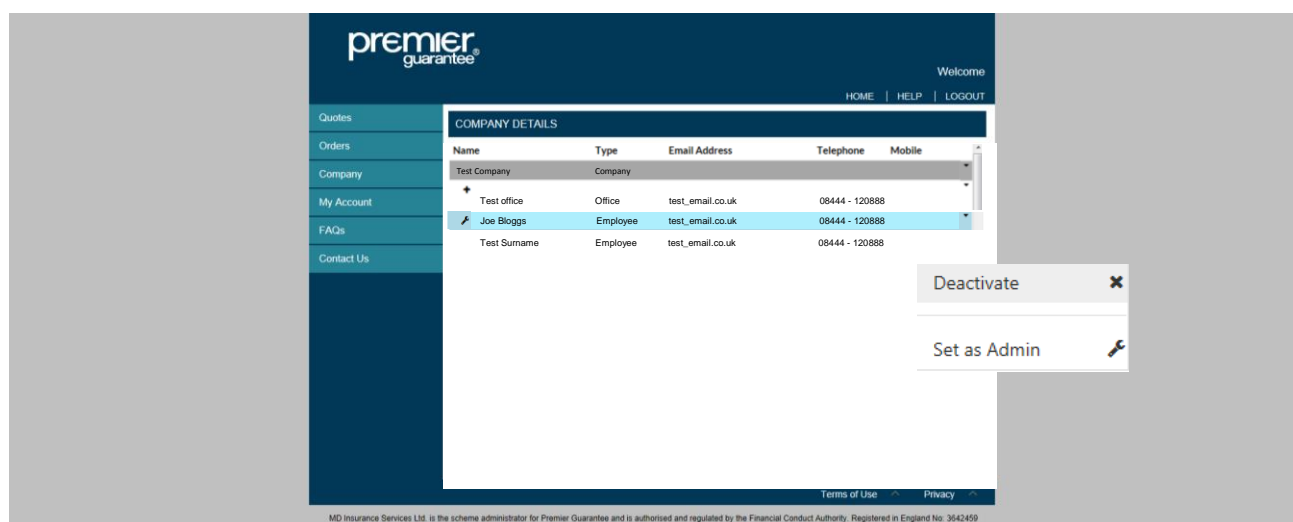 premier®
guarantee
Welcome
HOME | HELP | LOGOUT
Quotes
Orders
Company
My Account
FAQs
Contact Us
COMPANY DETAILS
Name Type Email Address Telephone Mobile
Test Company Company
Test office Office test_email.co.uk 08444 - 120888
Joe Bloggs Employee test_email.co.uk 08444 - 120888
Test Surname Employee test_email.co.uk 08444 - 120888
Deactivate
Set as Admin
Terms of Use Privacy
MD Insurance Services Ltd. is the scheme administrator for Premier Guarantee and is authorised and regulated by the Financial Conduct Authority. Registered in England No: 3642459